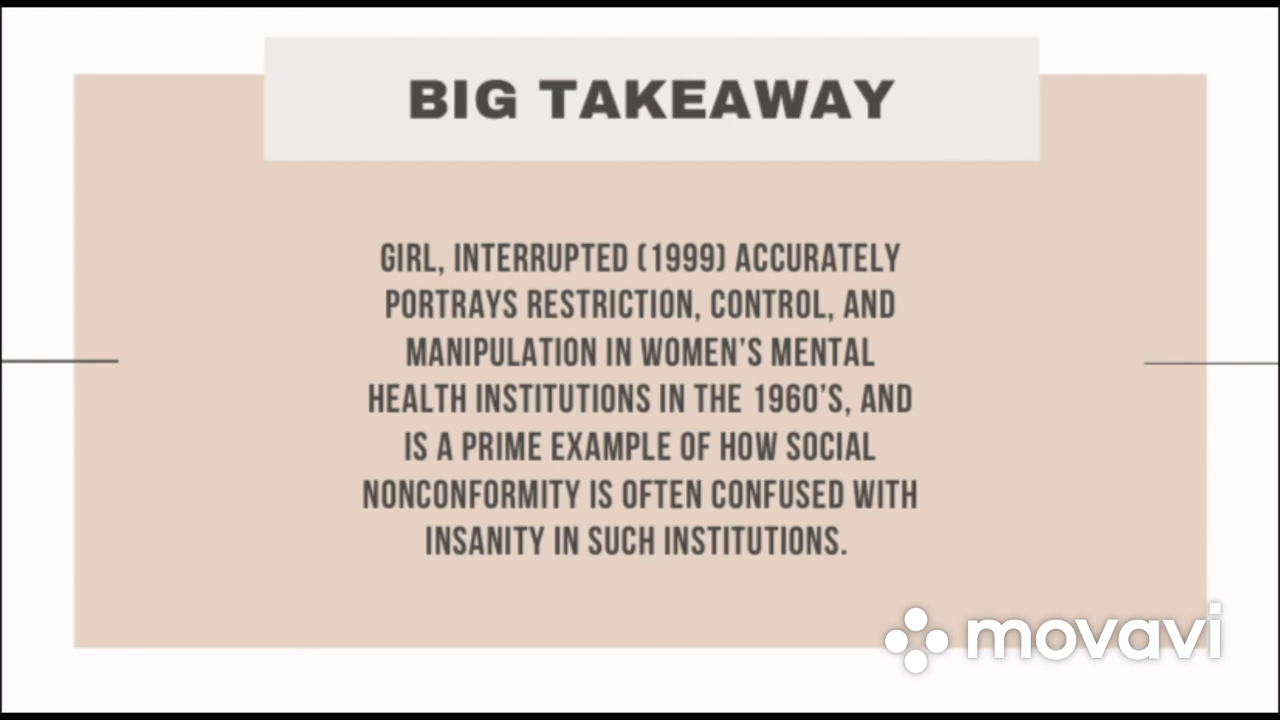 BIG TAKEAWAY
GIRL, INTERRUPTED (1999) ACCURATELY
PORTRAYS RESTRICTION, CONTROL, AND
MANIPULATION IN WOMEN'S MENTAL
HEALTH INSTITUTIONS IN THE 1960'S, AND
IS A PRIME EXAMPLE OF HOW SOCIAL
NONCONFORMITY IS OFTEN CONFUSED WITH
INSANITY IN SUCH INSTITUTIONS.
movavi